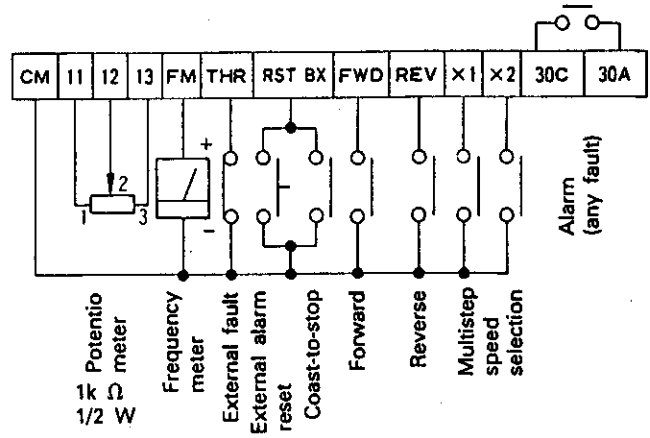 CM 11 12 13 FM THR RST BX FWD REV ×1 ×2 30C 30A
+
2
1 3
−
Potentio
meter
1k Ω
1/2 W
Frequency
meter
External fault
External alarm
reset
Coast-to-stop
Forward
Reverse
Multistep
speed
selection
Alarm
(any fault)